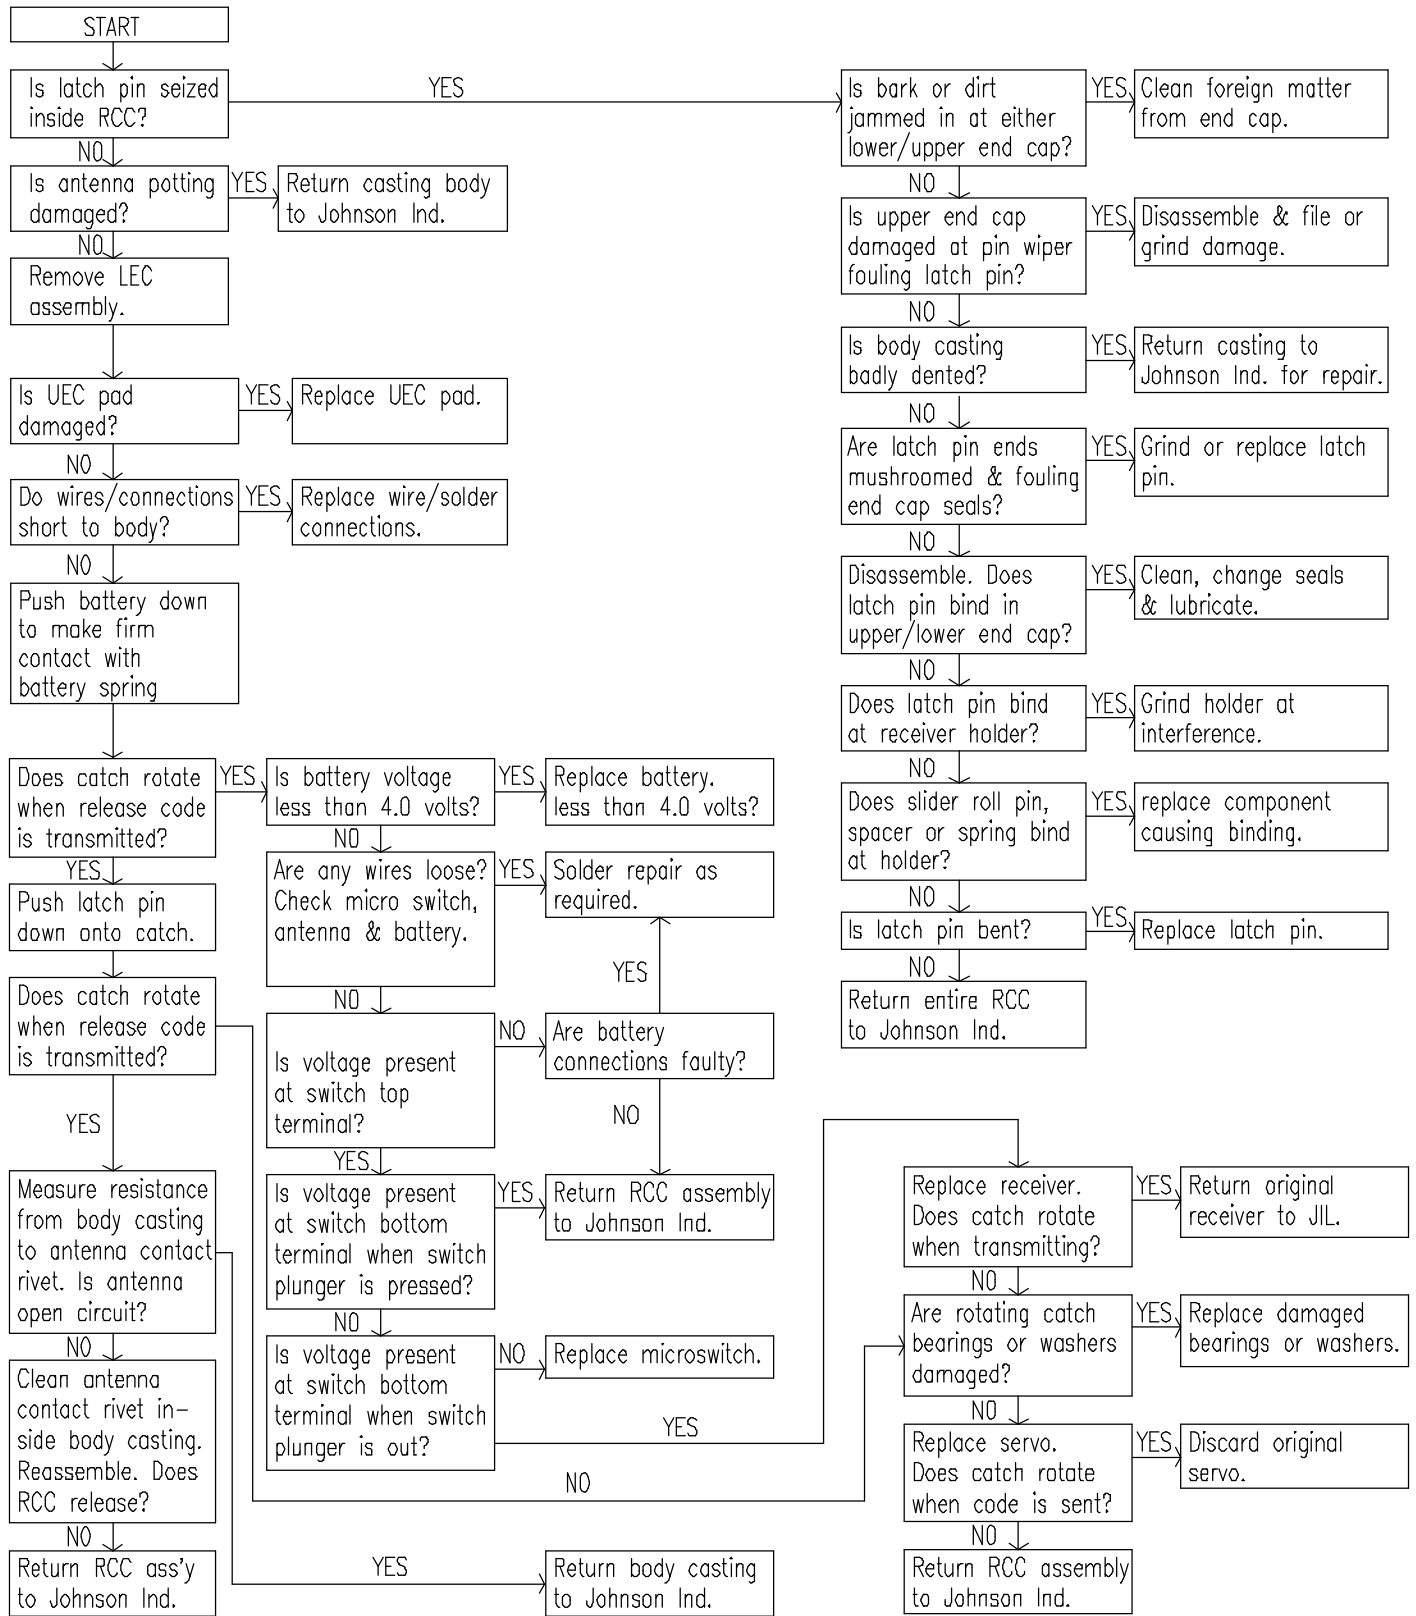 START
Is latch pin seized
inside RCC?
YES
NO
Is antenna potting
damaged?
YES
Return casting body
to Johnson Ind.
NO
Remove LEC
assembly.
Is UEC pad
damaged?
YES
Replace UEC pad.
NO
Do wires/connections
short to body?
YES
Replace wire/solder
connections.
NO
Push battery down
to make firm
contact with
battery spring
Does catch rotate
when release code
is transmitted?
YES
YES
Push latch pin
down onto catch.
Does catch rotate
when release code
is transmitted?
YES
Measure resistance
from body casting
to antenna contact
rivet. Is antenna
open circuit?
NO
Clean antenna
contact rivet in-
side body casting.
Reassemble. Does
RCC release?
NO
Return RCC ass'y
to Johnson Ind.
Is battery voltage
less than 4.0 volts?
YES
Replace battery.
less than 4.0 volts?
NO
Are any wires loose?
Check micro switch,
antenna & battery.
YES
Solder repair as
required.
NO
YES
Is voltage present
at switch top
terminal?
NO
Are battery
connections faulty?
NO
YES
Is voltage present
at switch bottom
terminal when switch
plunger is pressed?
YES
Return RCC assembly
to Johnson Ind.
NO
Is voltage present
at switch bottom
terminal when switch
plunger is out?
NO
Replace microswitch.
YES
NO
YES
Return body casting
to Johnson Ind.
Is bark or dirt
jammed in at either
lower/upper end cap?
YES
Clean foreign matter
from end cap.
NO
Is upper end cap
damaged at pin wiper
fouling latch pin?
YES
Disassemble & file or
grind damage.
NO
Is body casting
badly dented?
YES
Return casting to
Johnson Ind. for repair.
NO
Are latch pin ends
mushroomed & fouling
end cap seals?
YES
Grind or replace latch
pin.
NO
Disassemble. Does
latch pin bind in
upper/lower end cap?
YES
Clean, change seals
& lubricate.
NO
Does latch pin bind
at receiver holder?
YES
Grind holder at
interference.
NO
Does slider roll pin,
spacer or spring bind
at holder?
YES
replace component
causing binding.
NO
Is latch pin bent?
YES
Replace latch pin.
NO
Return entire RCC
to Johnson Ind.
Replace receiver.
Does catch rotate
when transmitting?
YES
Return original
receiver to JIL.
NO
Are rotating catch
bearings or washers
damaged?
YES
Replace damaged
bearings or washers.
NO
Replace servo.
Does catch rotate
when code is sent?
YES
Discard original
servo.
NO
Return RCC assembly
to Johnson Ind.